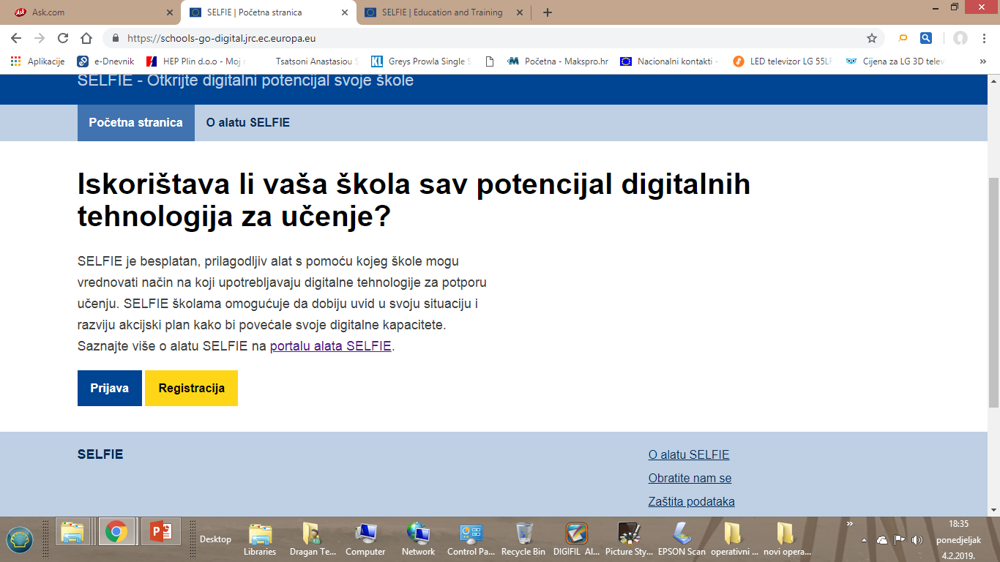 Ask.com
SELFIE | Početna stranica
SELFIE | Education and Training
https://schools-go-digital.jrc.ec.europa.eu
Aplikacije
e-Dnevnik
HEP Plin d.o.o - Moj
Tsatsoni Anastasiou
Greys Prowla Single
Početna - Makspro.hr
Nacionalni kontakti -
LED televizor LG 55LF
Cijena za LG 3D telev
»
SELFIE - Otkrijte digitalni potencijal svoje škole
Početna stranica
O alatu SELFIE
Iskorištava li vaša škola sav potencijal digitalnih
tehnologija za učenje?
SELFIE je besplatan, prilagodljiv alat s pomoću kojeg škole mogu
vrednovati način na koji upotrebljavaju digitalne tehnologije za potporu
učenju. SELFIE školama omogućuje da dobiju uvid u svoju situaciju i
razviju akcijski plan kako bi povećale svoje digitalne kapacitete.
Saznajte više o alatu SELFIE na portalu alata SELFIE.
Prijava
Registracija
SELFIE
O alatu SELFIE
Obratite nam se
Zaštita podataka
Desktop
Libraries
Dragan Te...
Computer
Network
Control Pa...
Recycle Bin
DIGIFIL Al...
Picture Sty...
EPSON Scan
operativni ...
novi opera...
»
18:35
ponedjeljak
4.2.2019.